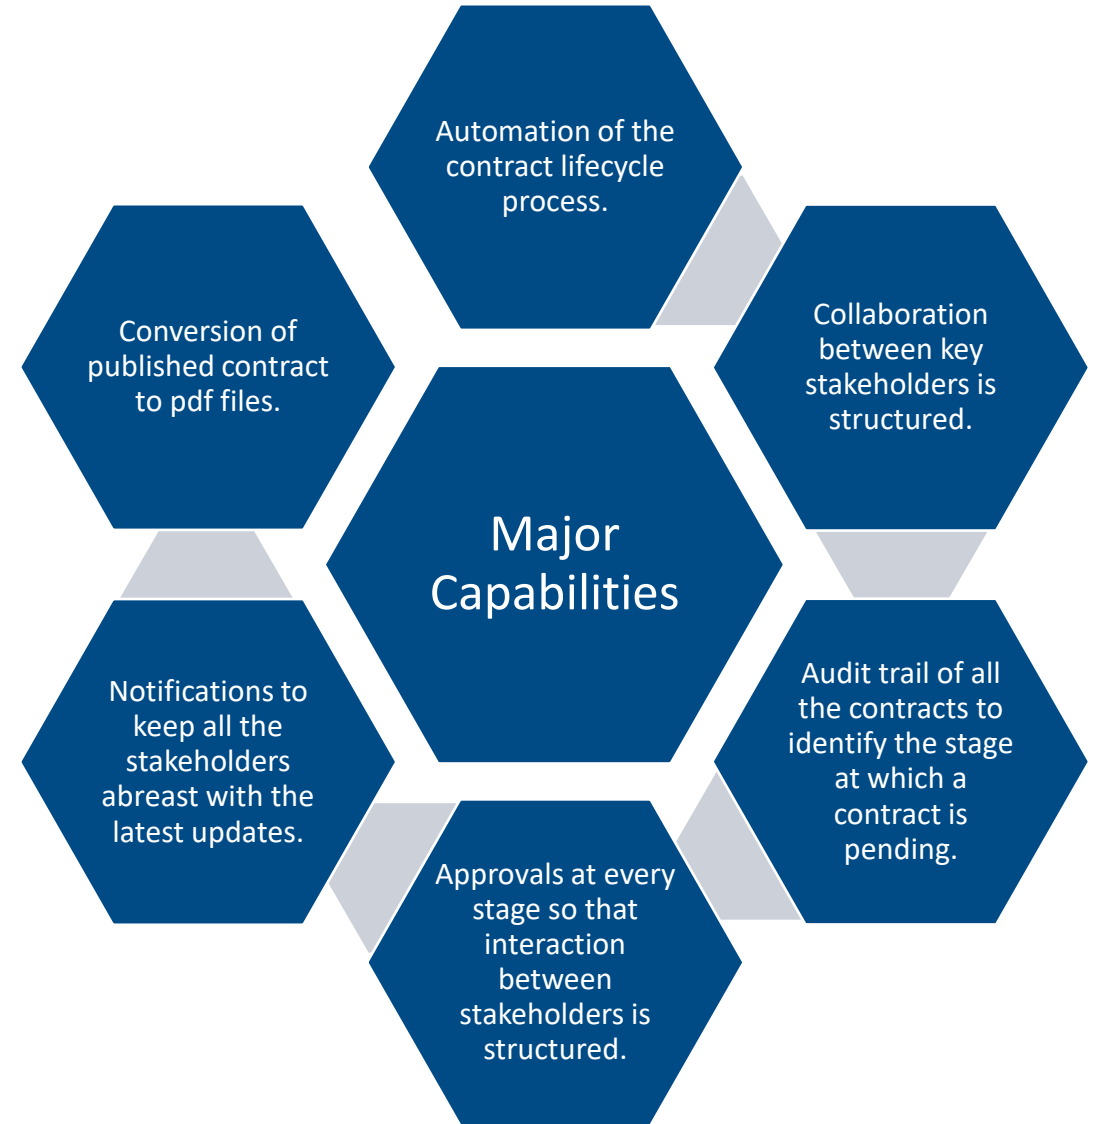 Automation of the
contract lifecycle
process.
Collaboration
between key
stakeholders is
structured.
Audit trail of all
the contracts to
identify the stage
at which a
contract is
pending.
Approvals at every
stage so that
interaction
between
stakeholders is
structured.
Notifications to
keep all the
stakeholders
abreast with the
latest updates.
Conversion of
published contract
to pdf files.
Major
Capabilities